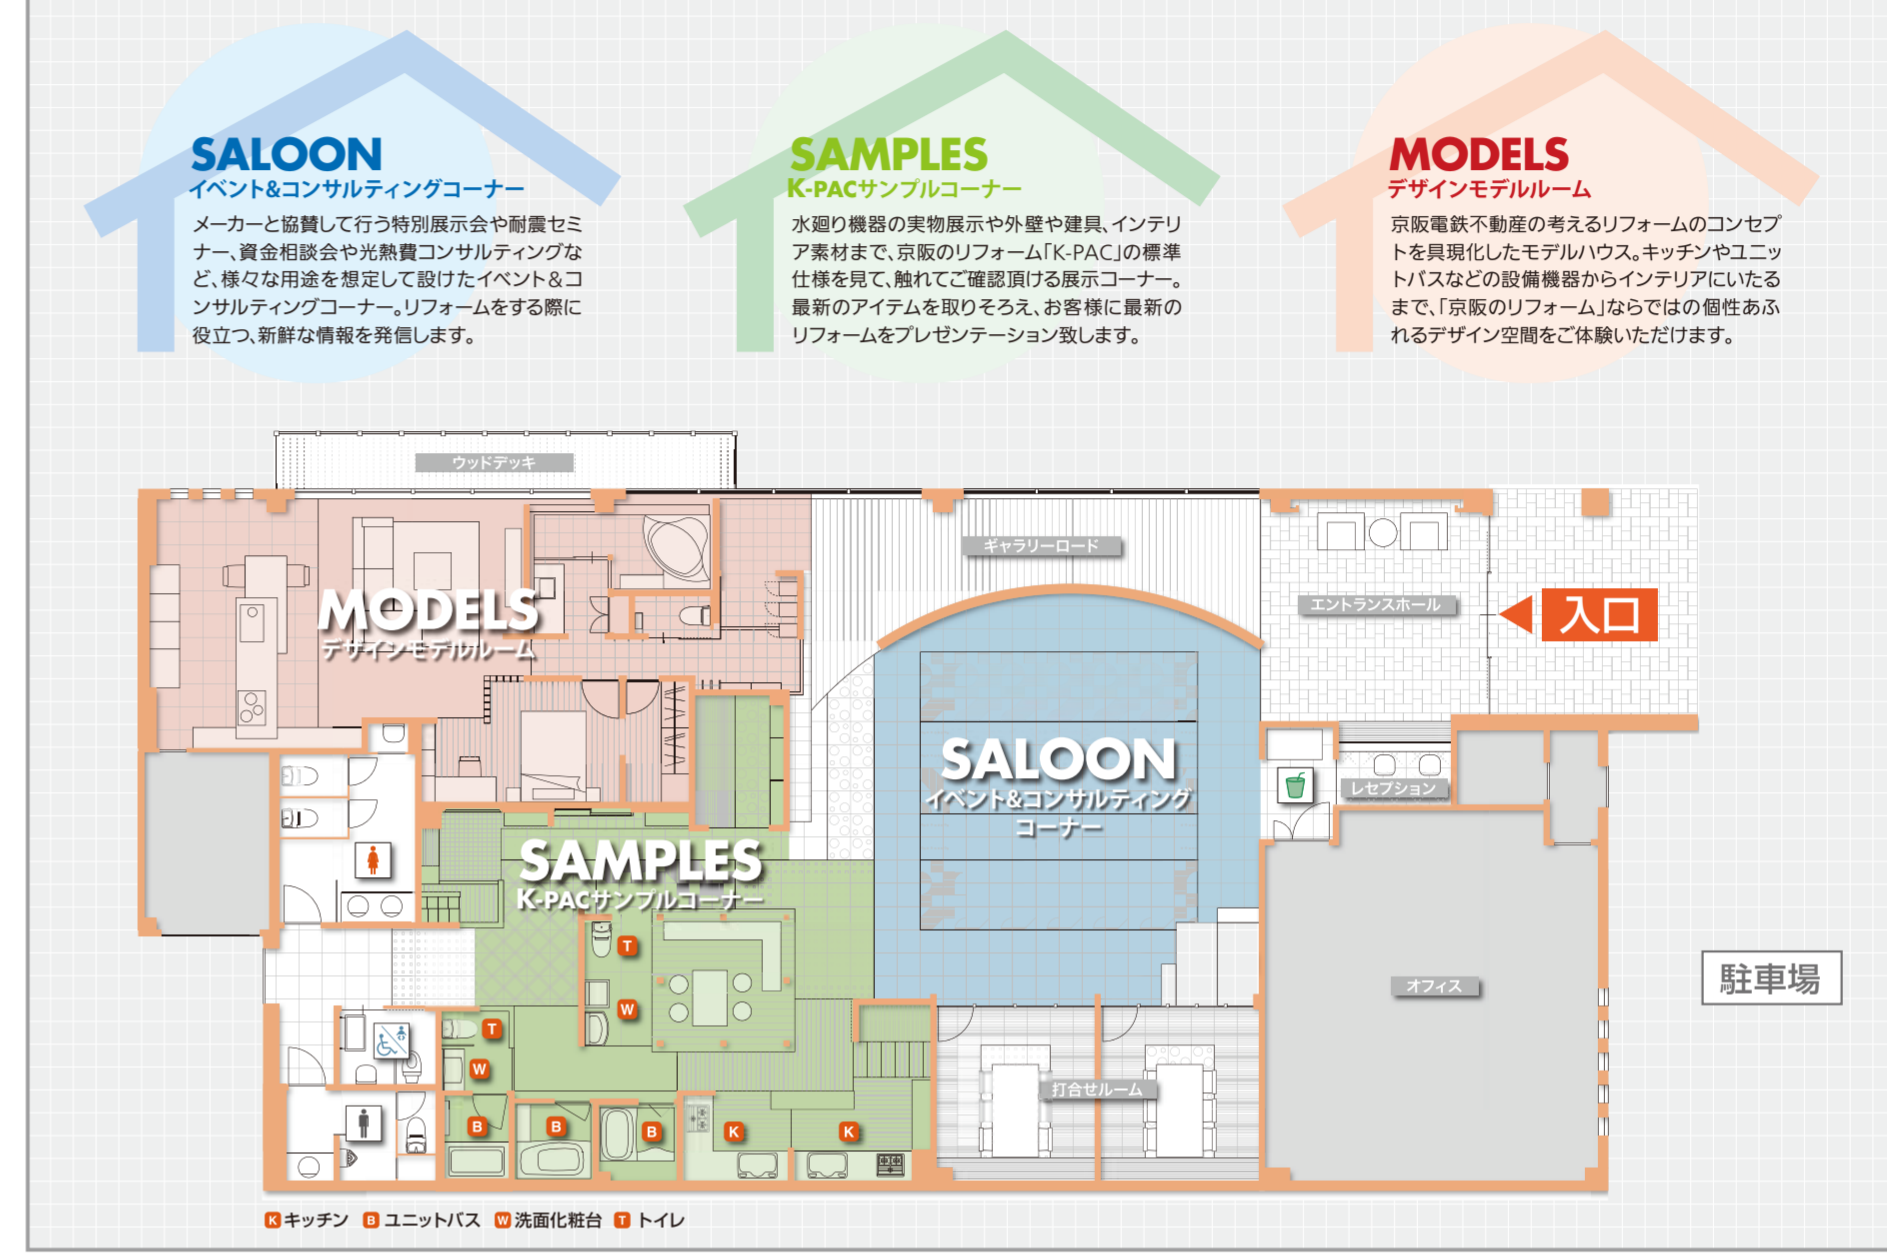 SALOON
イベント&コンサルティングコーナー
メーカーと協賛して行う特別展示会や耐震セミ
ナー、資金相談会や光熱費コンサルティングな
ど、様々な用途を想定して設けたイベント&コ
ンサルティングコーナー。リフォームをする際に
役立つ、新鮮な情報を発信します。
SAMPLES
K-PACサンプルコーナー
水廻り機器の実物展示や外壁や建具、インテリ
ア素材まで、京阪のリフォーム「K-PAC」の標準
仕様を見て、触れてご確認頂ける展示コーナー。
最新のアイテムを取りそろえ、お客様に最新の
リフォームをプレゼンテーション致します。
MODELS
デザインモデルルーム
京阪電鉄不動産の考えるリフォームのコンセプ
トを具現化したモデルハウス。キッチンやユニッ
トバスなどの設備機器からインテリアにいたる
まで、「京阪のリフォーム」ならではの個性あふ
れるデザイン空間をご体験いただけます。
ウッドデッキ
ギャラリーロード
エントランスホール
入口
MODELS
デザインモデルルーム
SALOON
イベント&コンサルティング
コーナー
レセプション
SAMPLES
K-PACサンプルコーナー
T
W
オフィス
駐車場
T
W
打合せルーム
B
B
B
K
K
K キッチン B ユニットバス W 洗面化粧台 T トイレ